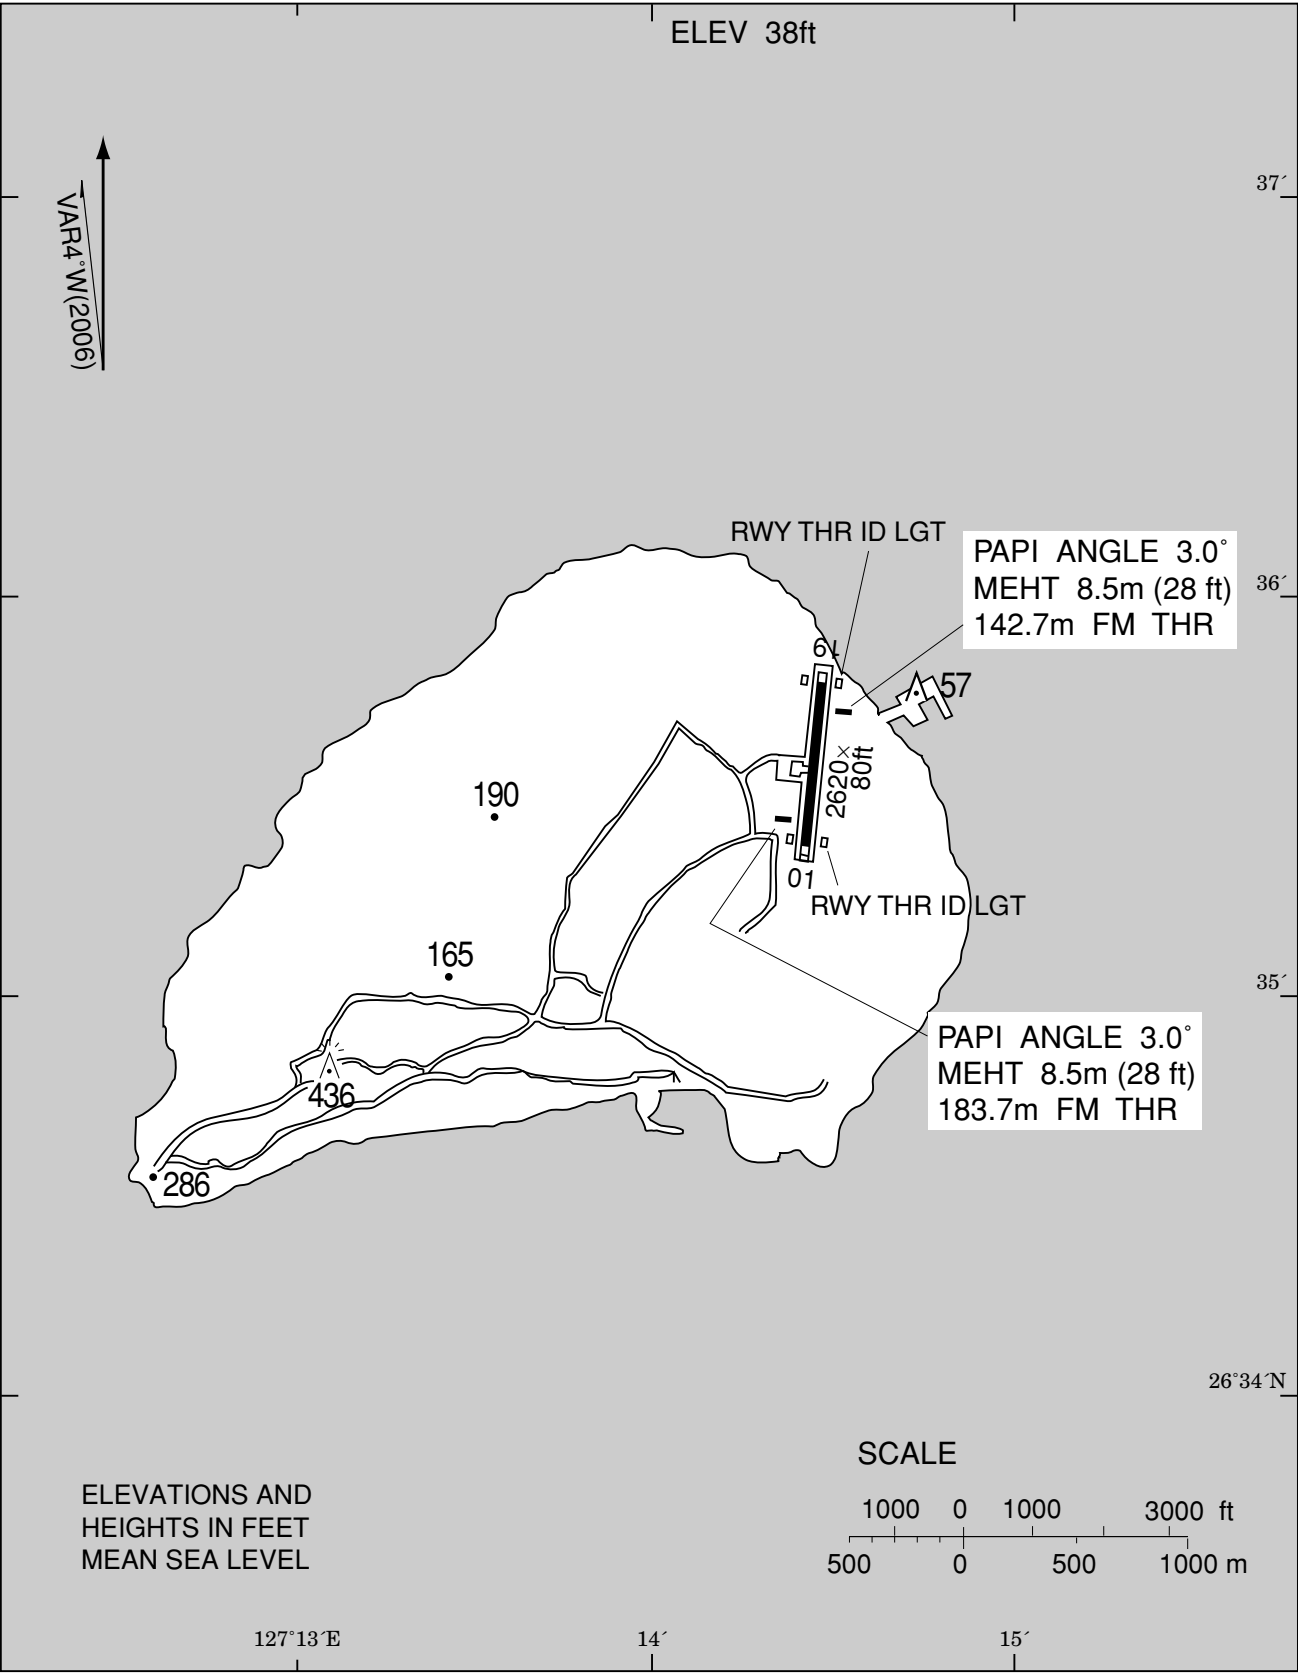 ELEV 38ft
VAR4°W(2006)
37´
RWY THR ID LGT
PAPI ANGLE 3.0°
MEHT 8.5m (28 ft)
142.7m FM THR
36´
19
57
2620×
80ft
190
01
RWY THR ID LGT
165
35´
PAPI ANGLE 3.0°
MEHT 8.5m (28 ft)
183.7m FM THR
436
286
26°34´N
SCALE
1000 0 1000 3000 ft
500 0 500 1000 m
ELEVATIONS AND
HEIGHTS IN FEET
MEAN SEA LEVEL
127°13´E 14´ 15´